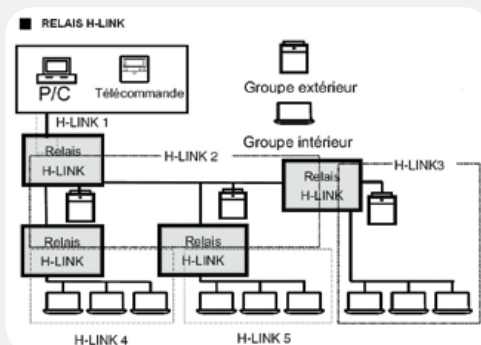 ■ RELAIS H-LINK
P/C
Télécommande
Groupe extérieur
Groupe intérieur
H-LINK 1
Relais
H-LINK
H-LINK 2
Relais
H-LINK
H-LINK3
Relais
H-LINK
Relais
H-LINK
H-LINK 4
H-LINK 5